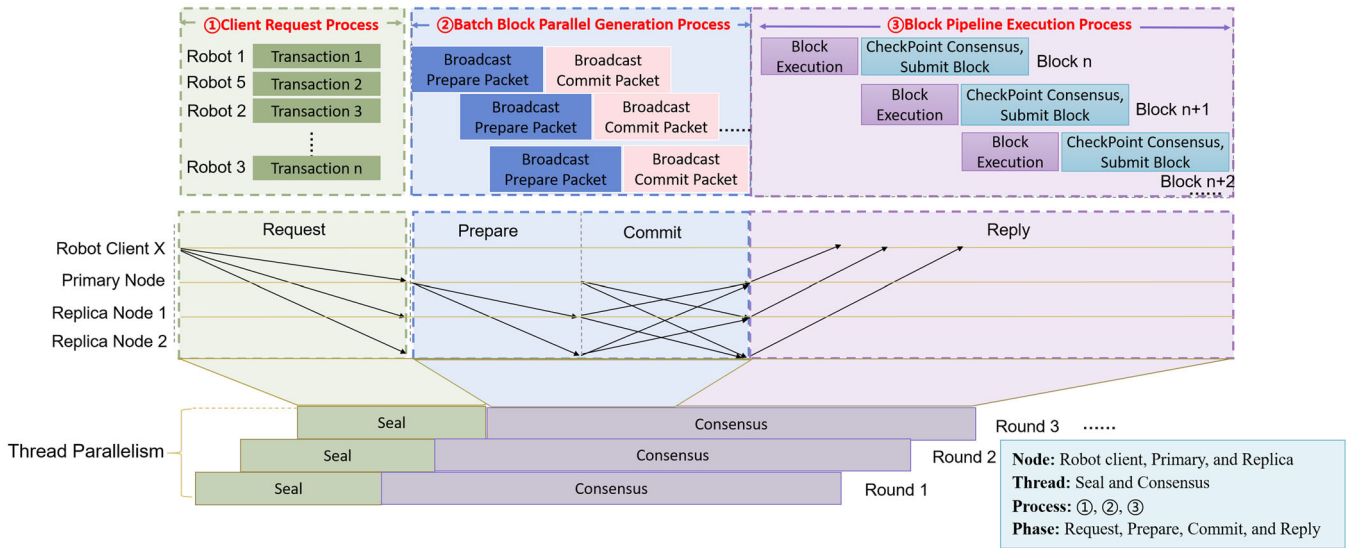 ①Client Request Process
②Batch Block Parallel Generation Process
③Block Pipeline Execution Process
Robot 1
Transaction 1
Robot 5
Transaction 2
Robot 2
Transaction 3
Robot 3
Transaction n
Broadcast
Prepare Packet
Broadcast
Commit Packet
Broadcast
Prepare Packet
Broadcast
Commit Packet
......
Broadcast
Prepare Packet
Broadcast
Commit Packet
Block
Execution
CheckPoint Consensus,
Submit Block
Block n
Block
Execution
CheckPoint Consensus,
Submit Block
Block n+1
Block
Execution
CheckPoint Consensus,
Submit Block
Block n+2
......
Request
Prepare
Commit
Reply
Robot Client X
Primary Node
Replica Node 1
Replica Node 2
Thread Parallelism
Seal
Consensus
Round 3 ......
Seal
Consensus
Round 2
Seal
Consensus
Round 1
Node: Robot client, Primary, and Replica
Thread: Seal and Consensus
Process: ①, ②, ③
Phase: Request, Prepare, Commit, and Reply